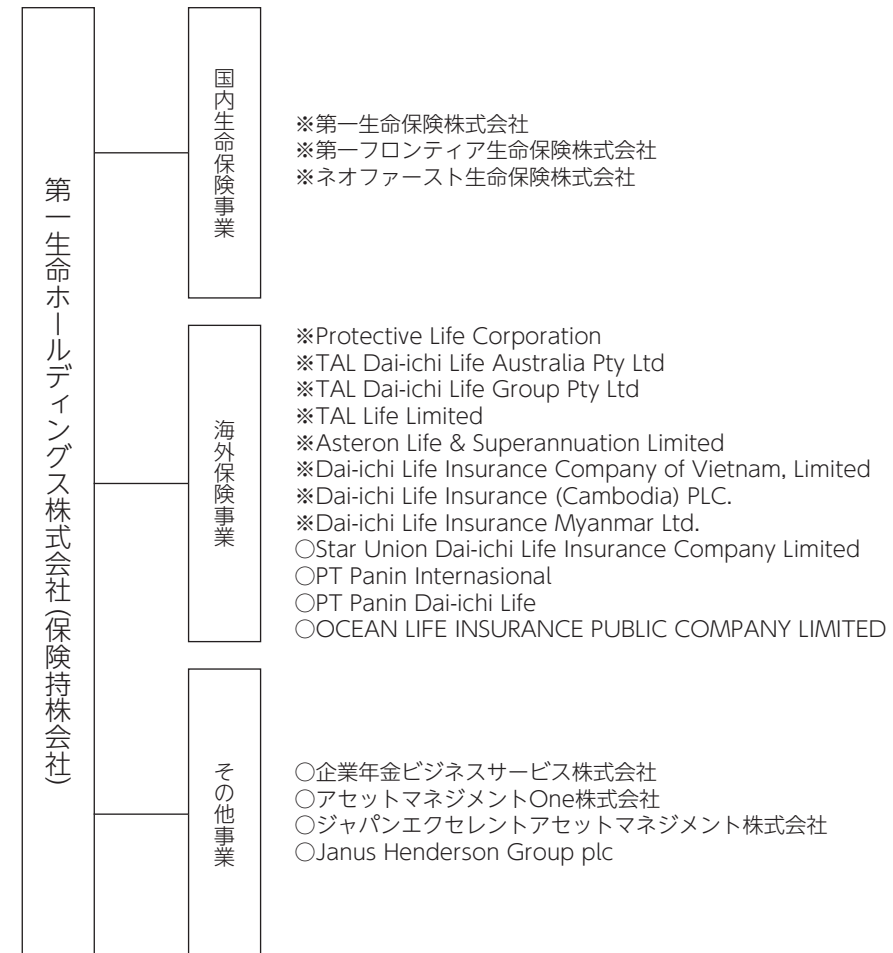 第一生命ホールディングス株式会社(保険持株会社)
国内生命保険事業
※第一生命保険株式会社
※第一フロンティア生命保険株式会社
※ネオファースト生命保険株式会社
海外保険事業
※Protective Life Corporation
※TAL Dai-ichi Life Australia Pty Ltd
※TAL Dai-ichi Life Group Pty Ltd
※TAL Life Limited
※Asteron Life & Superannuation Limited
※Dai-ichi Life Insurance Company of Vietnam, Limited
※Dai-ichi Life Insurance (Cambodia) PLC.
※Dai-ichi Life Insurance Myanmar Ltd.
○Star Union Dai-ichi Life Insurance Company Limited
○PT Panin Internasional
○PT Panin Dai-ichi Life
○OCEAN LIFE INSURANCE PUBLIC COMPANY LIMITED
その他事業
○企業年金ビジネスサービス株式会社
○アセットマネジメントOne株式会社
○ジャパンエクセレントアセットマネジメント株式会社
○Janus Henderson Group plc